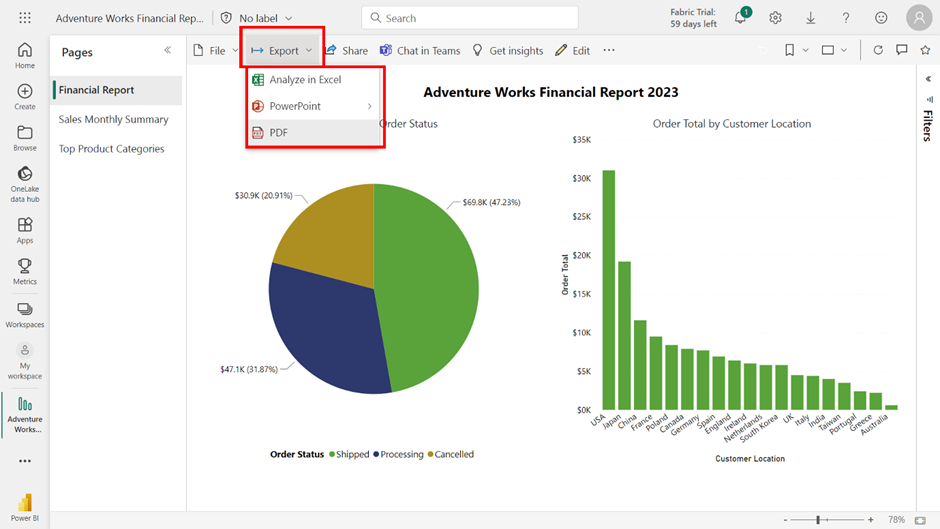 Adventure Works Financial Rep...
No label
Search
Fabric Trial:
59 days left
1
Home
Create
Browse
OneLake
data hub
Apps
Metrics
Workspaces
My
workspace
Adventure
Works...
Power BI
Pages
Financial Report
Sales Monthly Summary
Top Product Categories
File
Export
Share
Chat in Teams
Get insights
Edit
Analyze in Excel
PowerPoint
PDF
Filters
Adventure Works Financial Report 2023
Order Status
$30.9K (20.91%)
$69.8K (47.23%)
$47.1K (31.87%)
Order Status Shipped Processing Cancelled
Order Total by Customer Location
$35K
$30K
$25K
$20K
$15K
$10K
$5K
$0K
Order Total
USA
Japan
China
France
Poland
Canada
Germany
Spain
England
Ireland
Netherlands
South Korea
UK
Italy
India
Taiwan
Portugal
Greece
Australia
Customer Location
- + 78%